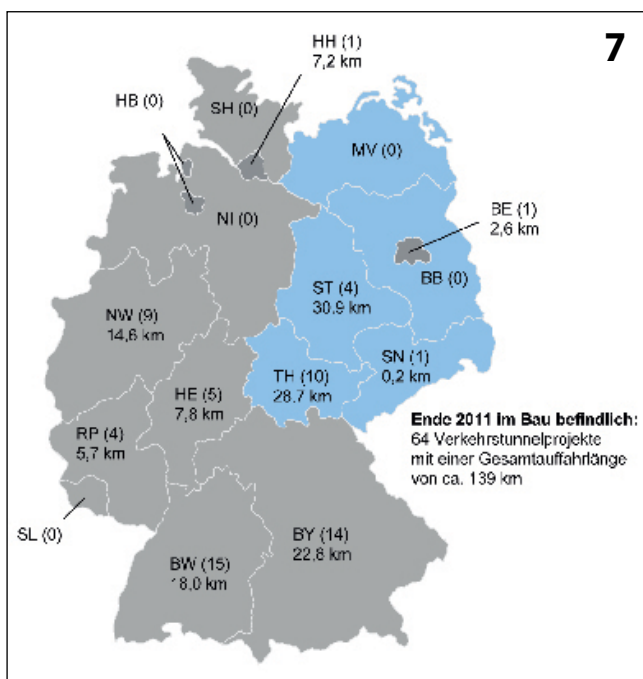 7
HH (1)
7,2 km
HB (0)
SH (0)
MV (0)
NI (0)
BE (1)
2,6 km
BB (0)
ST (4)
30,9 km
NW (9)
14,6 km
SN (1)
0,2 km
TH (10)
28,7 km
HE (5)
7,8 km
RP (4)
5,7 km
Ende 2011 im Bau befindlich:
64 Verkehrstunnelprojekte
mit einer Gesamtauffahrlänge
von ca. 139 km
SL (0)
BY (14)
22,8 km
BW (15)
18,0 km